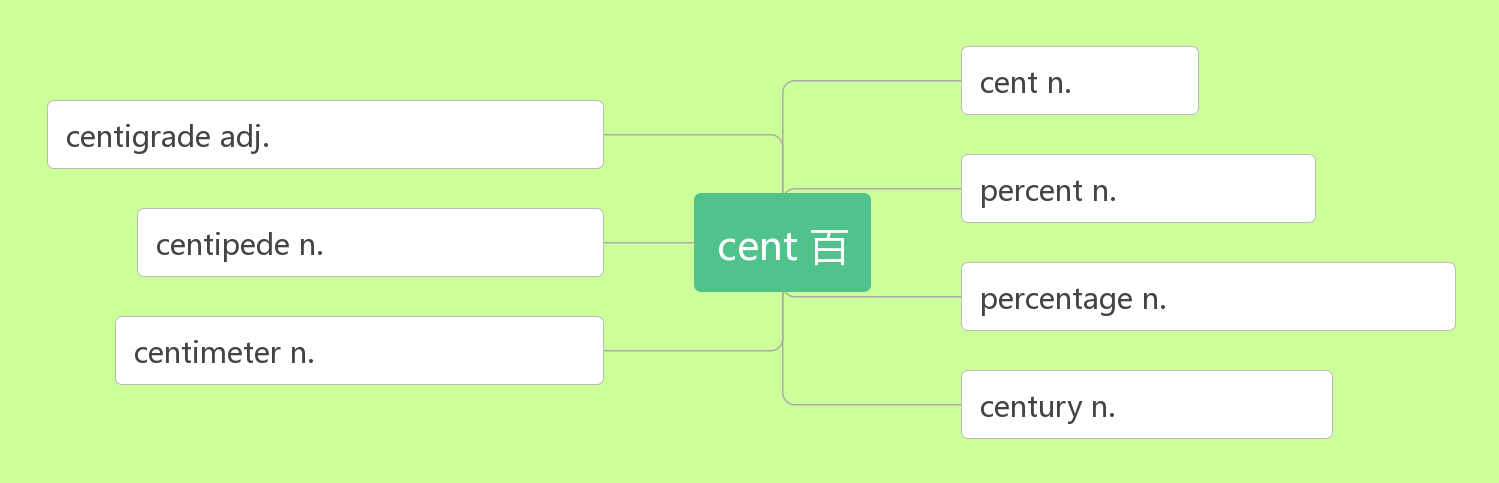 cent 百
cent n.
percent n.
percentage n.
century n.
centigrade adj.
centipede n.
centimeter n.